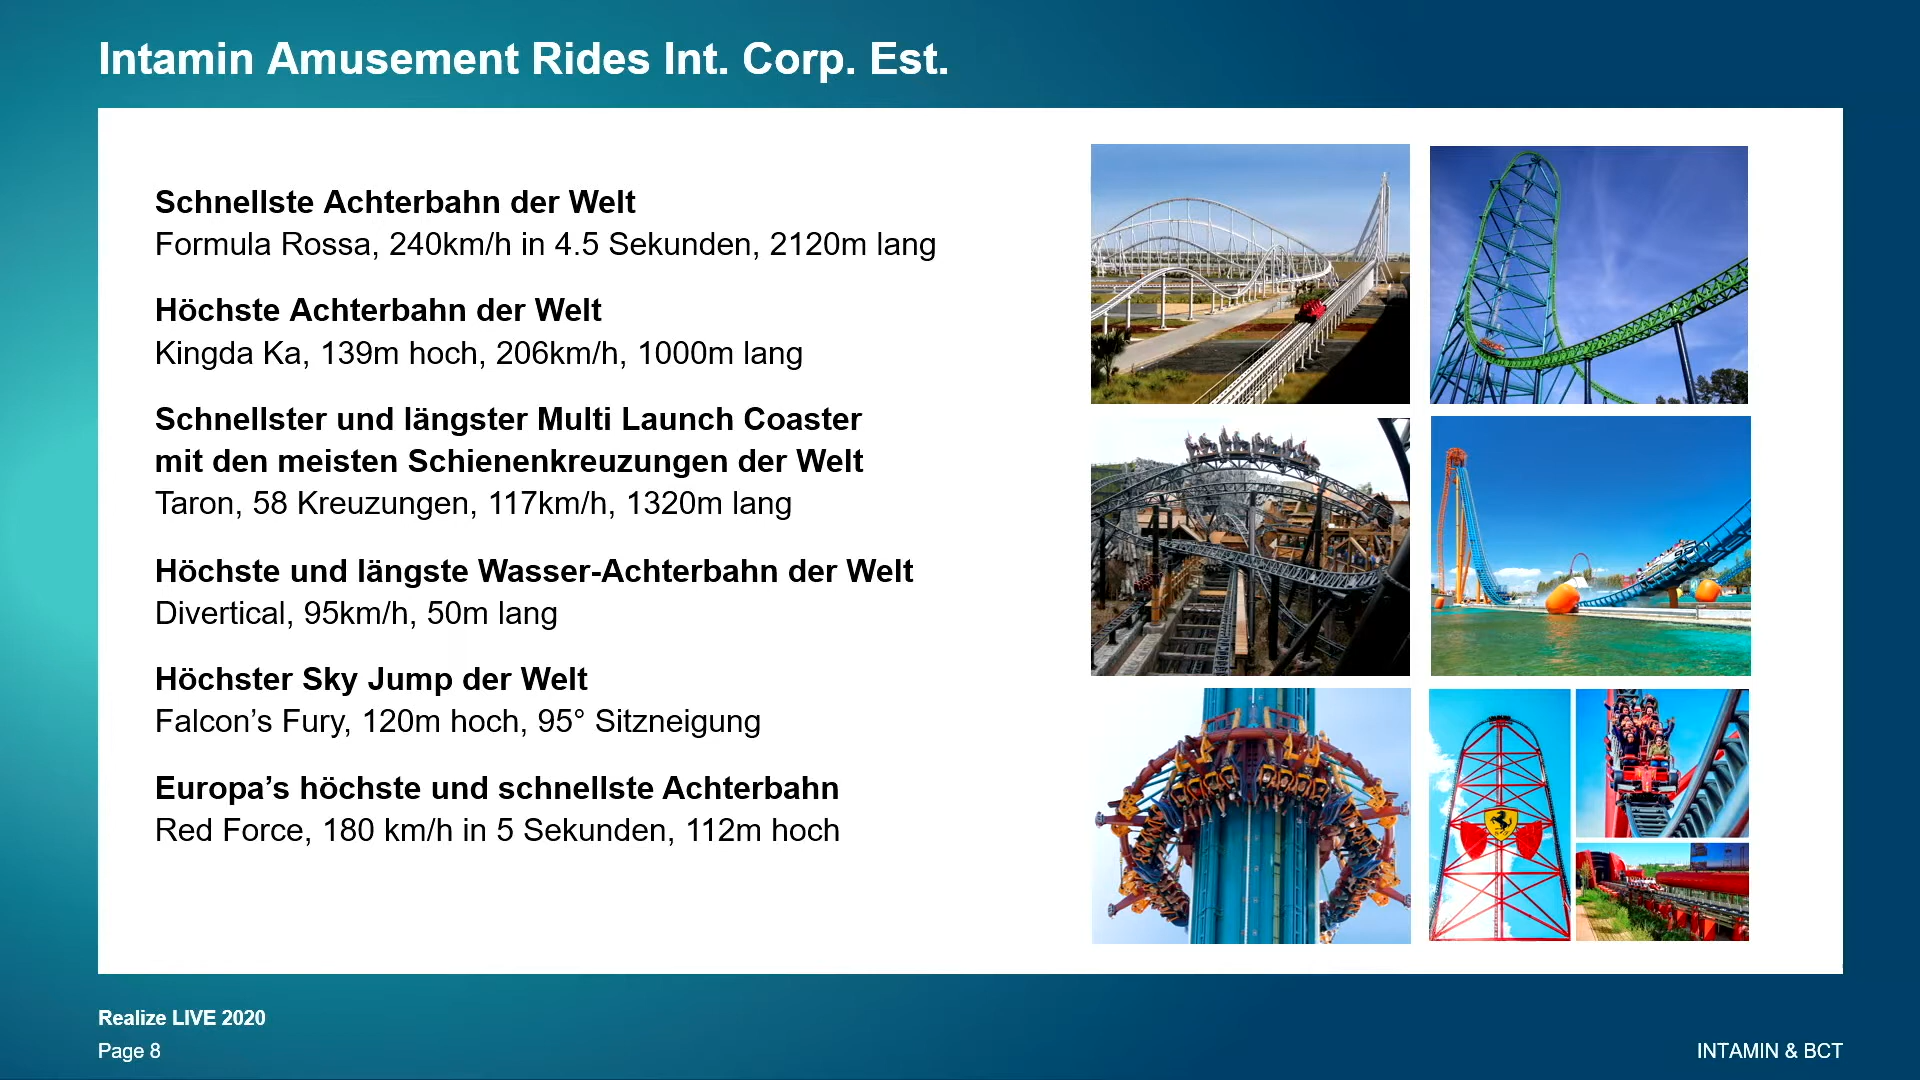 Intamin Amusement Rides Int. Corp. Est.
Schnellste Achterbahn der Welt
Formula Rossa, 240km/h in 4.5 Sekunden, 2120m lang
Höchste Achterbahn der Welt
Kingda Ka, 139m hoch, 206km/h, 1000m lang
Schnellster und längster Multi Launch Coaster
mit den meisten Schienenkreuzungen der Welt
Taron, 58 Kreuzungen, 117km/h, 1320m lang
Höchste und längste Wasser-Achterbahn der Welt
Divertical, 95km/h, 50m lang
Höchster Sky Jump der Welt
Falcon’s Fury, 120m hoch, 95° Sitzneigung
Europa’s höchste und schnellste Achterbahn
Red Force, 180 km/h in 5 Sekunden, 112m hoch
Realize LIVE 2020
Page 8
INTAMIN & BCT